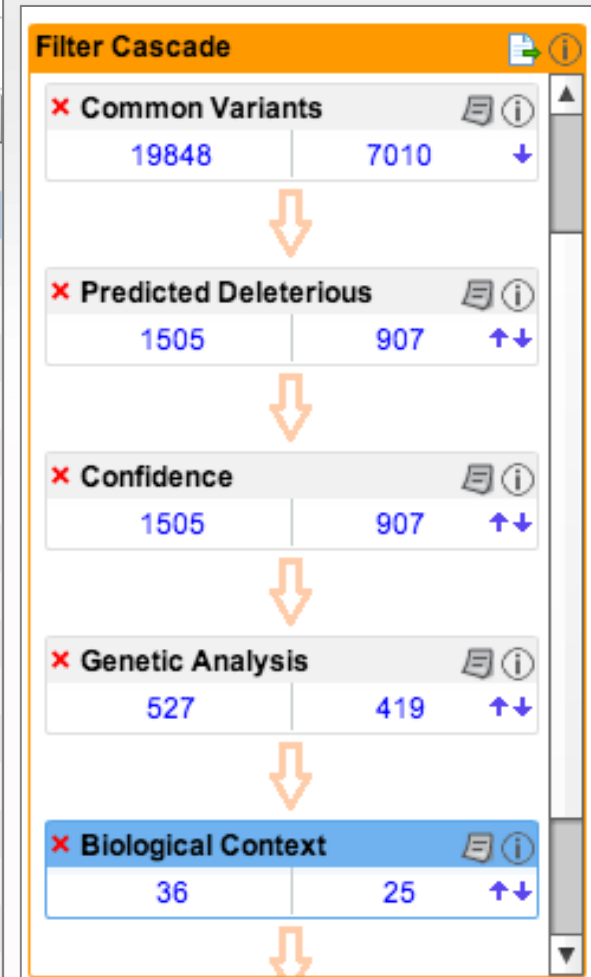 Filter Cascade
Common Variants
19848 7010
Predicted Deleterious
1505 907
Confidence
1505 907
Genetic Analysis
527 419
Biological Context
36 25